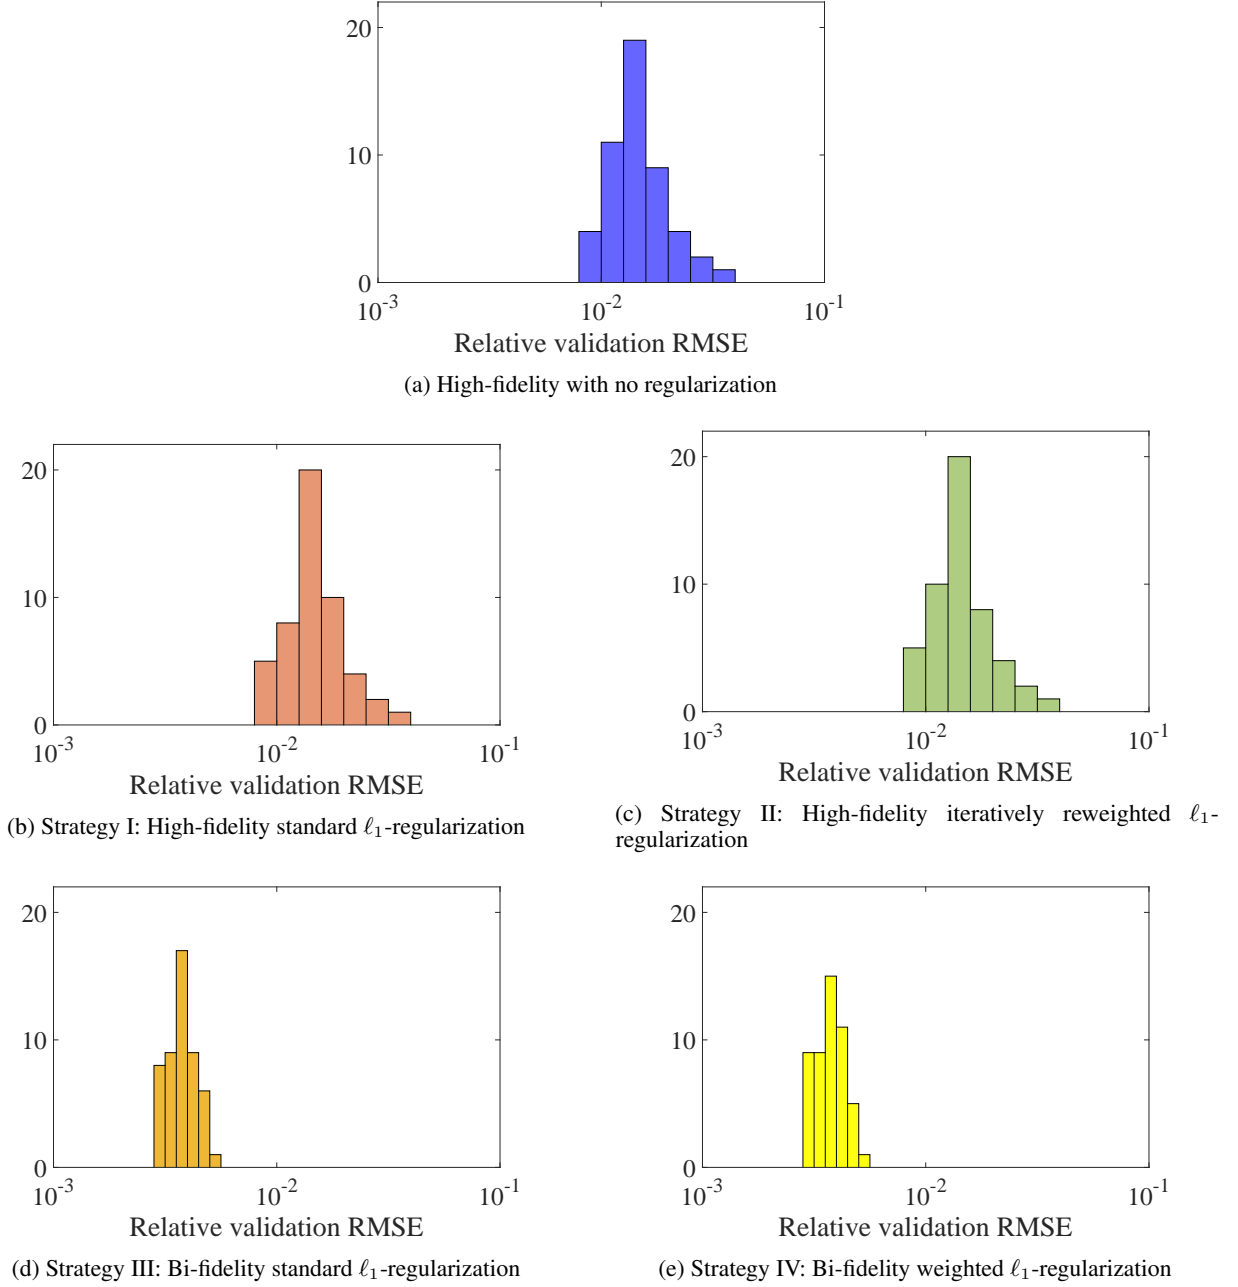 20
10
0
10^-3
10^-2
10^-1
Relative validation RMSE
(a) High-fidelity with no regularization
20
10
0
10^-3
10^-2
10^-1
Relative validation RMSE
(b) Strategy I: High-fidelity standard ℓ₁-regularization
20
10
0
10^-3
10^-2
10^-1
Relative validation RMSE
(c) Strategy II: High-fidelity iteratively reweighted ℓ₁-
regularization
20
10
0
10^-3
10^-2
10^-1
Relative validation RMSE
(d) Strategy III: Bi-fidelity standard ℓ₁-regularization
20
10
0
10^-3
10^-2
10^-1
Relative validation RMSE
(e) Strategy IV: Bi-fidelity weighted ℓ₁-regularization